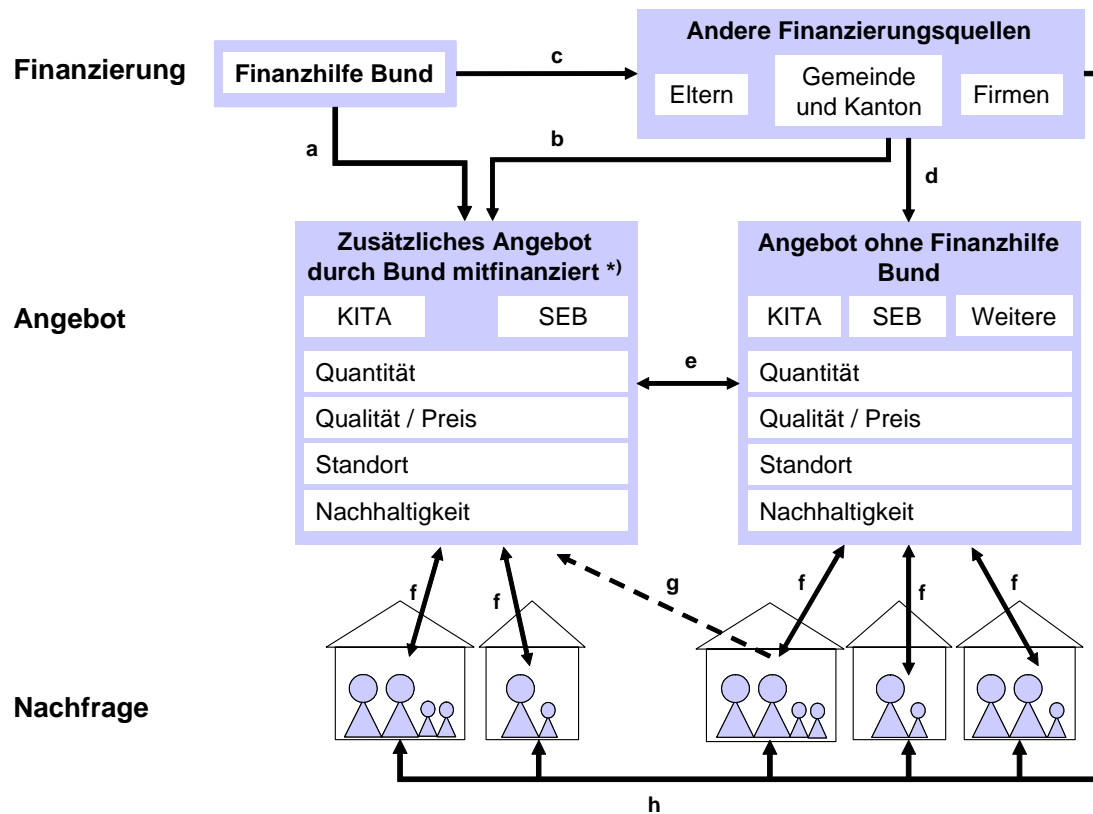 Finanzierung
Finanzhilfe Bund
c
Andere Finanzierungsquellen
Eltern
Gemeinde
und Kanton
Firmen
a
b
d
Angebot
Zusätzliches Angebot
durch Bund mitfinanziert *)
KITA
SEB
Quantität
Qualität / Preis
Standort
Nachhaltigkeit
e
Angebot ohne Finanzhilfe
Bund
KITA
SEB
Weitere
Quantität
Qualität / Preis
Standort
Nachhaltigkeit
f
f
g
f
f
f
Nachfrage
h